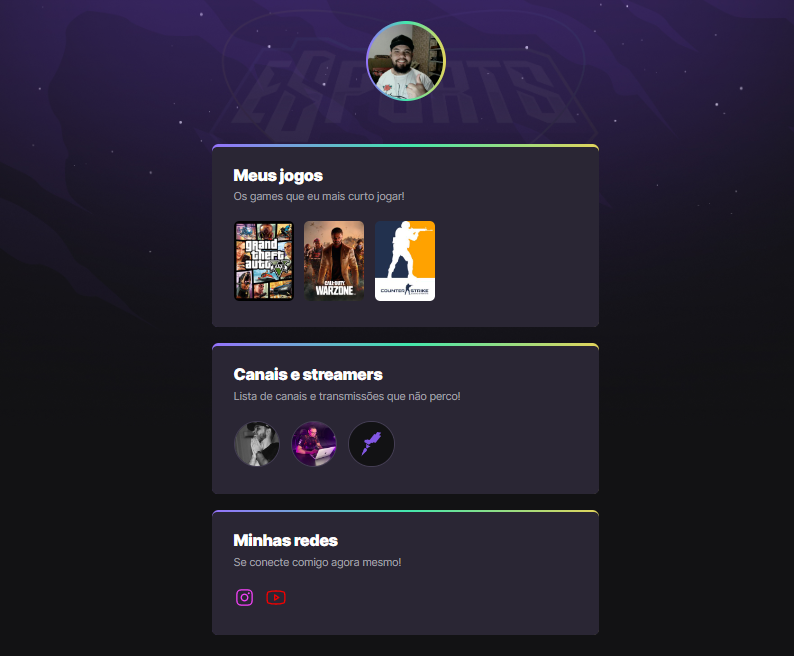 ESPORTS
Meus jogos
Os games que eu mais curto jogar!
grand
theft
auto V
CALL OF DUTY
WARZONE
COUNTER STRIKE
Canais e streamers
Lista de canais e transmissões que não perco!
Minhas redes
Se conecte comigo agora mesmo!